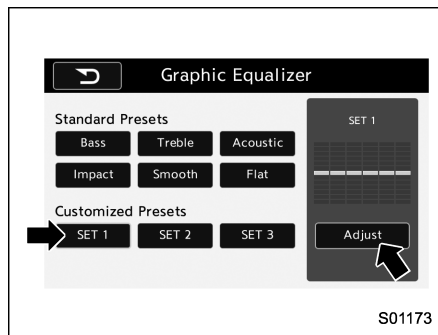 Graphic Equalizer
Standard Presets
SET 1
Bass Treble Acoustic
Impact Smooth Flat
Customized Presets
SET 1 SET 2 SET 3 Adjust
S01173